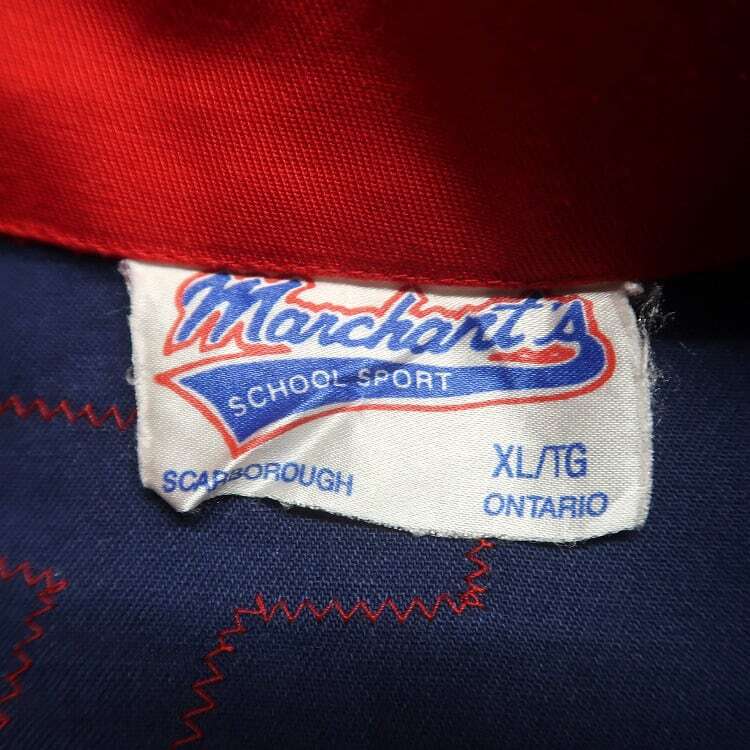 Marchant's
SCHOOL SPORT
XL/TG
SCARBOROUGH
ONTARIO